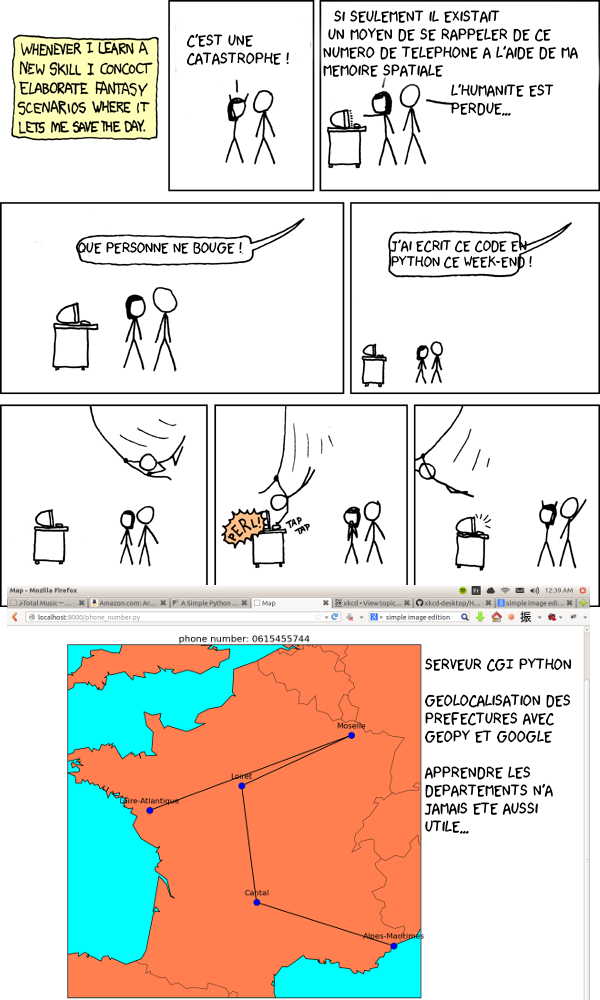 WHENEVER I LEARN A
NEW SKILL I CONCOCT
ELABORATE FANTASY
SCENARIOS WHERE IT
LETS ME SAVE THE DAY.
C'EST UNE
CATASTROPHE !
SI SEULEMENT IL EXISTAIT
UN MOYEN DE SE RAPPELER DE CE
NUMERO DE TELEPHONE A L'AIDE DE MA
MEMOIRE SPATIALE
L'HUMANITE EST
PERDUE...
QUE PERSONNE NE BOUGE !
J'AI ECRIT CE CODE EN
PYTHON CE WEEK-END !
PERL!
TAP
TAP
Map - Mozilla Firefox
Fr
12:39 AM
J-Total Music —
Amazon.com: Ar...
A Simple Python ...
Map
xkcd • View topic...
xkcd-desktop/H...
simple image edi...
localhost:8000/phone_number.py
simple image edition
振
phone number: 0615455744
Moselle
Loiret
Loire-Atlantique
Cantal
Alpes-Maritimes
SERVEUR CGI PYTHON
GEOLOCALISATION DES
PREFECTURES AVEC
GEOPY ET GOOGLE
APPRENDRE LES
DEPARTEMENTS N'A
JAMAIS ETE AUSSI
UTILE...